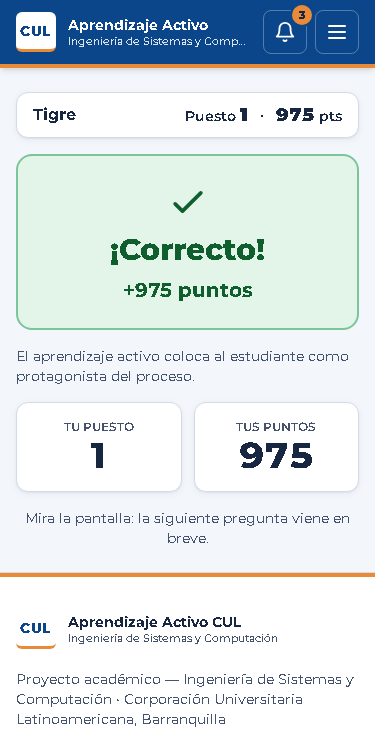 CUL
Aprendizaje Activo
Ingeniería de Sistemas y Comp...
3
Tigre
Puesto 1 · 975 pts
¡Correcto!
+975 puntos
El aprendizaje activo coloca al estudiante como
protagonista del proceso.
TU PUESTO
1
TUS PUNTOS
975
Mira la pantalla: la siguiente pregunta viene en
breve.
CUL
Aprendizaje Activo CUL
Ingeniería de Sistemas y Computación
Proyecto académico — Ingeniería de Sistemas y
Computación · Corporación Universitaria
Latinoamericana, Barranquilla